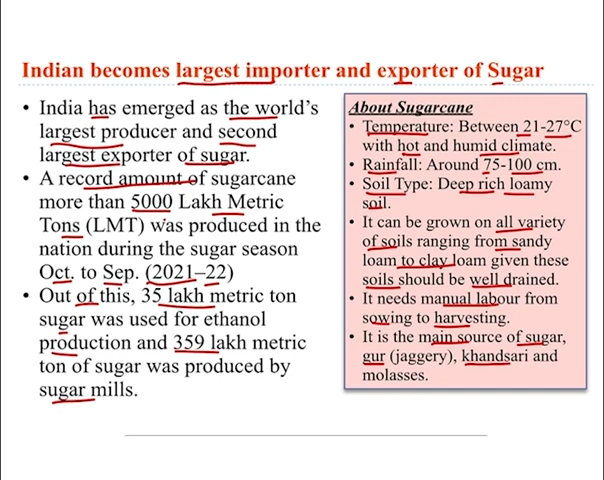 Indian becomes largest importer and exporter of Sugar
• India has emerged as the world's
largest producer and second
largest exporter of sugar.
• A record amount of sugarcane
more than 5000 Lakh Metric
Tons (LMT) was produced in the
nation during the sugar season
Oct. to Sep. (2021–22)
• Out of this, 35 lakh metric ton
sugar was used for ethanol
production and 359 lakh metric
ton of sugar was produced by
sugar mills.
About Sugarcane
• Temperature: Between 21-27°C
with hot and humid climate.
• Rainfall: Around 75-100 cm.
• Soil Type: Deep rich loamy
soil.
• It can be grown on all variety
of soils ranging from sandy
loam to clay loam given these
soils should be well drained.
• It needs manual labour from
sowing to harvesting.
• It is the main source of sugar,
gur (jaggery), khandsari and
molasses.